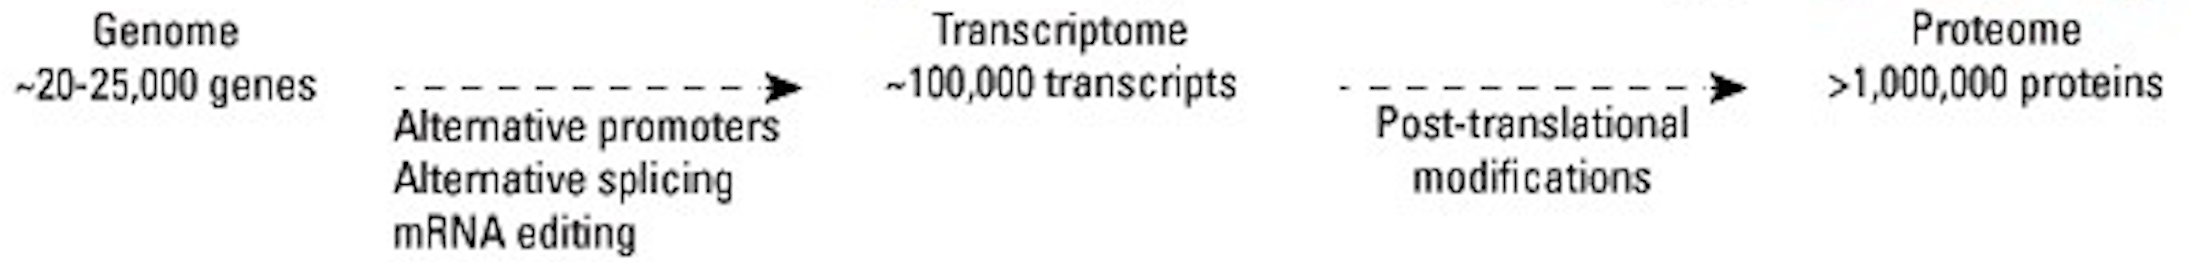 Genome
~20-25,000 genes
Alternative promoters
Alternative splicing
mRNA editing
Transcriptome
~100,000 transcripts
Post-translational
modifications
Proteome
>1,000,000 proteins